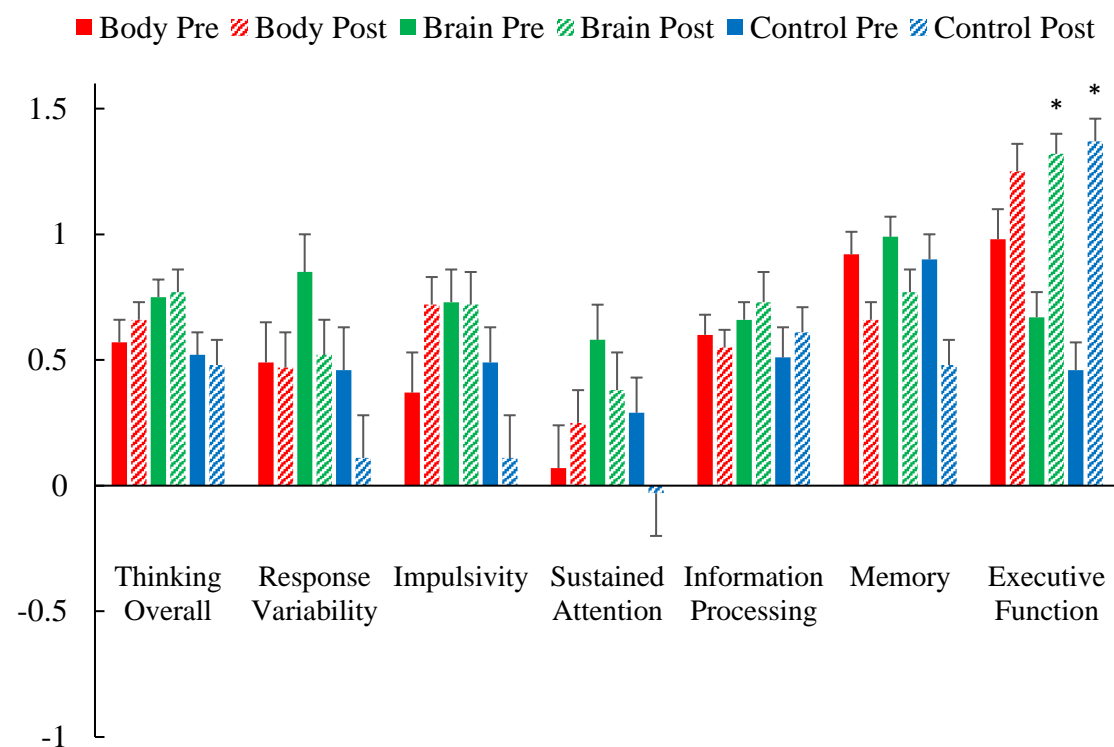 Body Pre Body Post Brain Pre Brain Post Control Pre Control Post
* *
1.5
1
0.5
0
-0.5
-1
Thinking Overall
Response Variability
Impulsivity
Sustained Attention
Information Processing
Memory
Executive Function